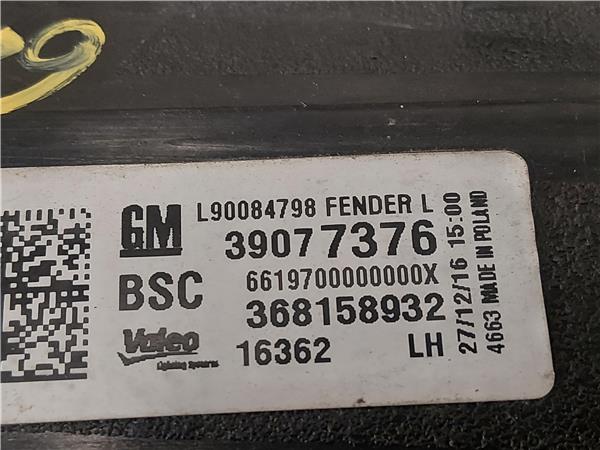 GM L90084798 FENDER L
39077376
BSC 6619700000000X
368158932
Valeo
Lighting Systems
16362 LH
27/12/16 15:00
4663 MADE IN POLAND